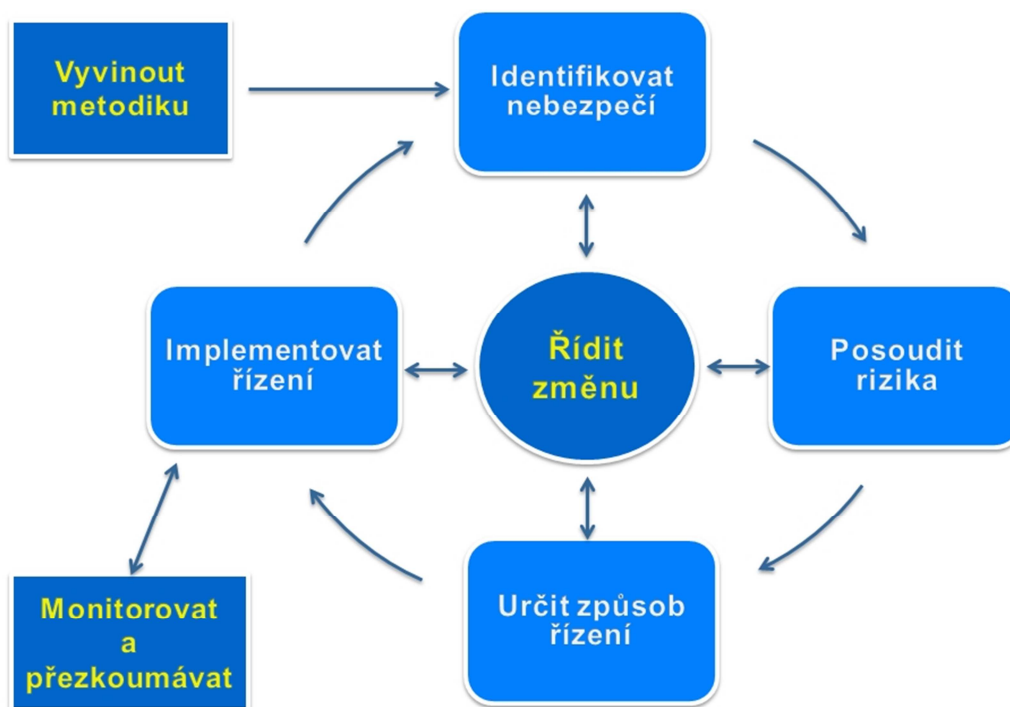 Vyvinout
metodiku
Identifikovat
nebezpečí
Implementovat
řízení
Řídit
změnu
Posoudit
rizika
Monitorovat
a
přezkoumávat
Určit způsob
řízení